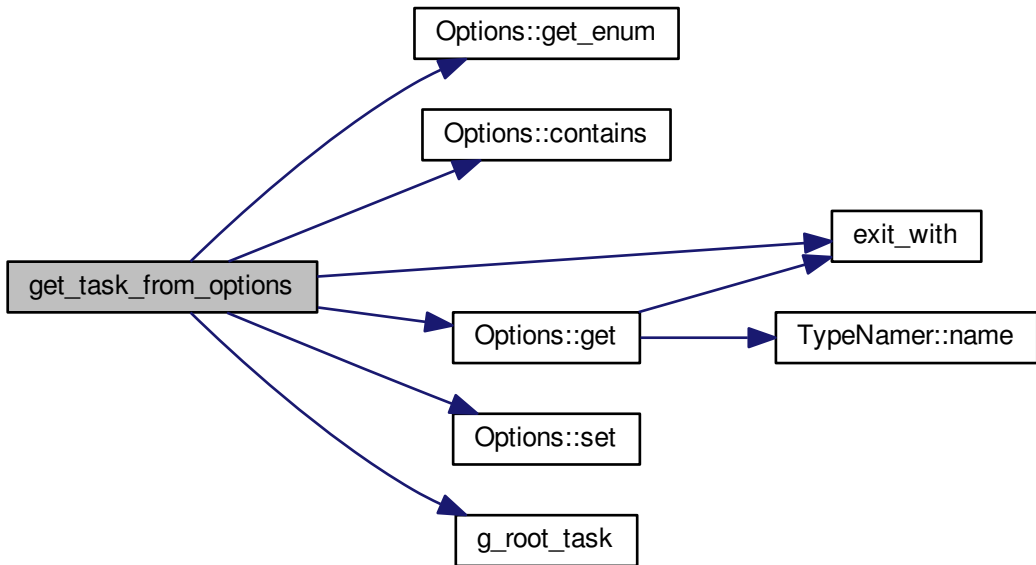 Options::get_enum
Options::contains
exit_with
get_task_from_options
Options::get
TypeNamer::name
Options::set
g_root_task